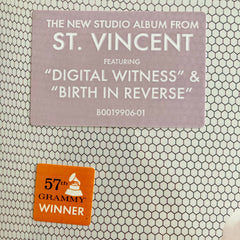 THE NEW STUDIO ALBUM FROM
ST. VINCENT
FEATURING
“DIGITAL WITNESS” &
“BIRTH IN REVERSE”
B0019906-01
57th
GRAMMY
WINNER